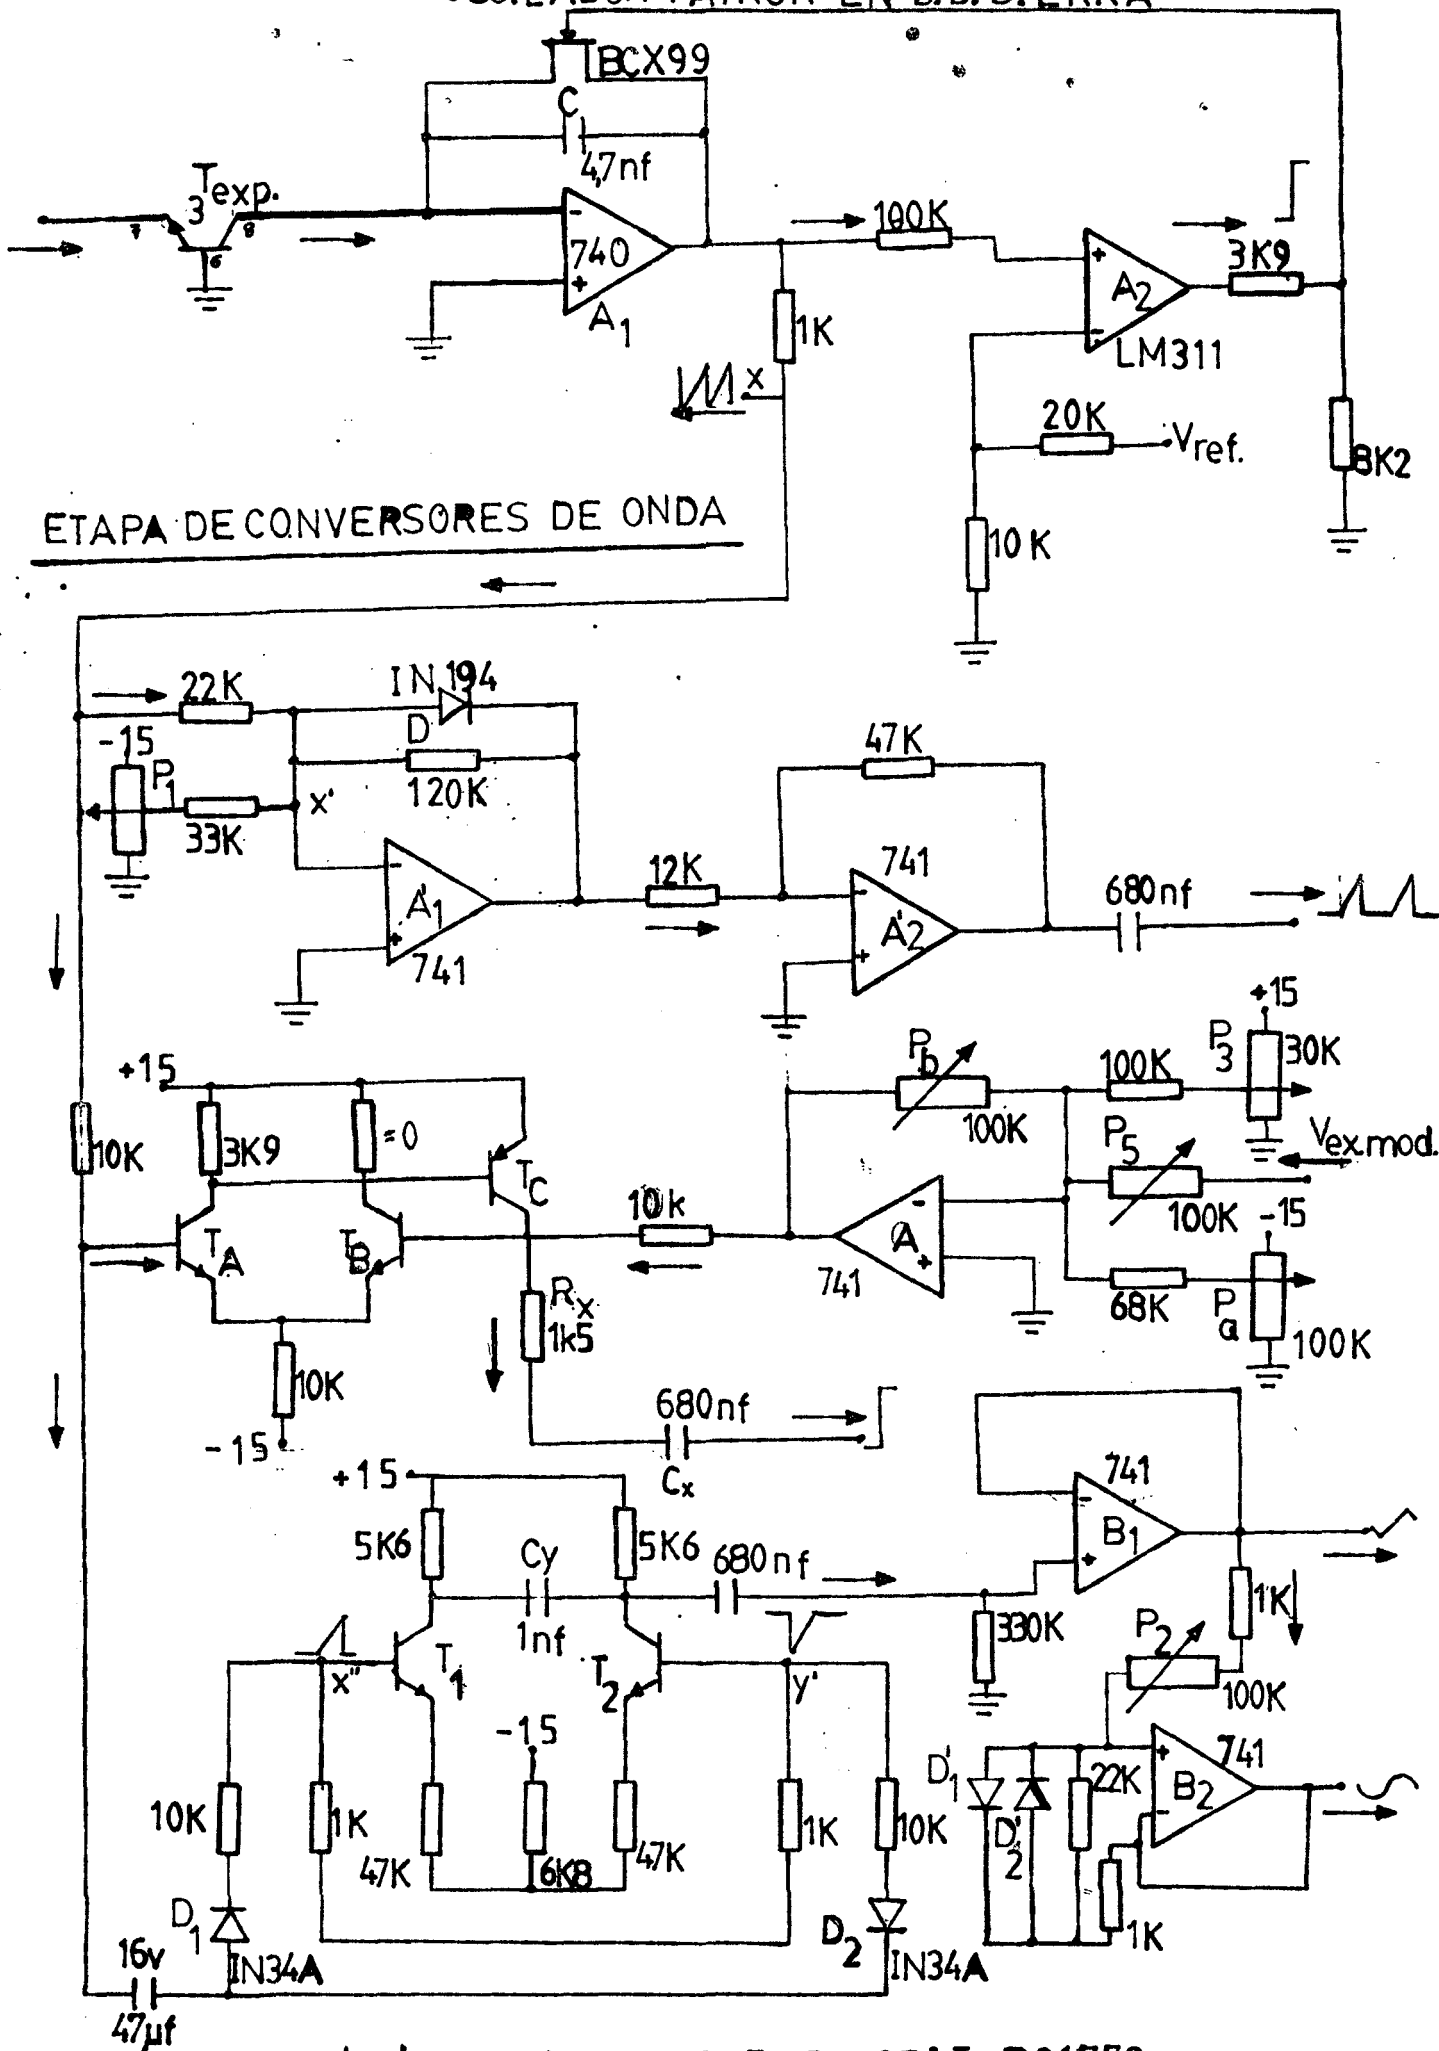 BCX99
C
4,7nf
Texp.
3
7
8
6
-
740
+
A1
100K
+
A2
-
LM311
3K9
1K
x
20K
Vref.
8K2
10K
ETAPA DE CONVERSORES DE ONDA
22K
IN194
D
120K
-15
P1
33K
x'
-
A'1
+
741
12K
47K
741
-
A'2
+
680nf
+15
P3
30K
Pb
100K
100K
P5
Vex.mod.
100K
-15
68K
Pa
100K
+15
3K9
=0
TC
10K
TA
TB
10k
741
A
-
+
Rx
1k5
10K
-15
680nf
Cx
+15
5K6
Cy
1nf
5K6
680nf
741
-
B1
+
330K
1K
P2
100K
x"
T1
T2
y'
-15
10K
1K
47K
6K8
47K
1K
10K
D'1
D'2
22K
+
B2
-
741
1K
D1
IN34A
D2
IN34A
16v
47µf